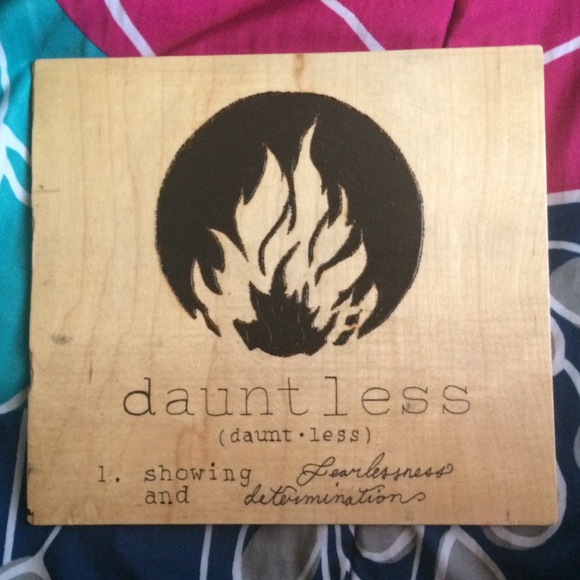 dauntless
(daunt·less)
1. showing fearlessness
and determination